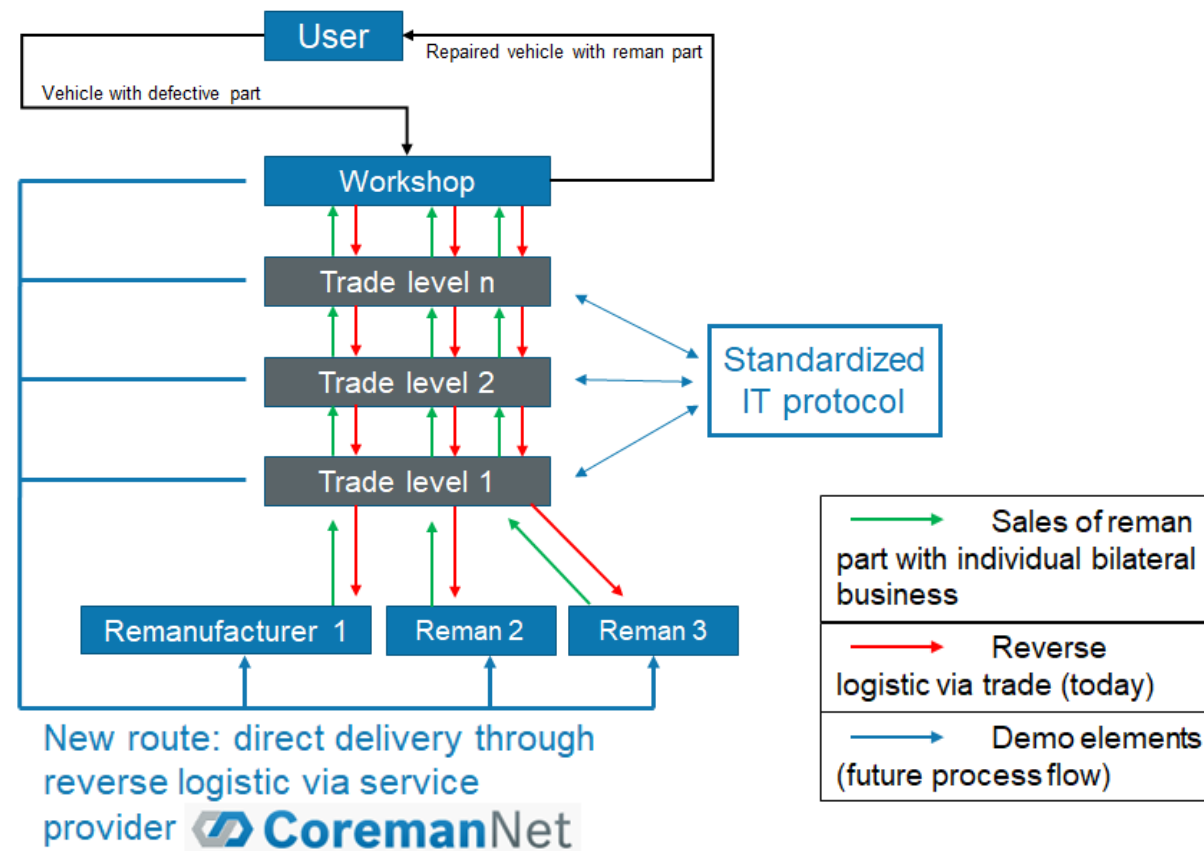 User
Repaired vehicle with reman part
Vehicle with defective part
Workshop
Trade level n
Trade level 2
Trade level 1
Standardized
IT protocol
Remanufacturer 1
Reman 2
Reman 3
New route: direct delivery through
reverse logistic via service
provider CoremanNet
Sales of reman
part with individual bilateral
business
Reverse
logistic via trade (today)
Demo elements
(future process flow)